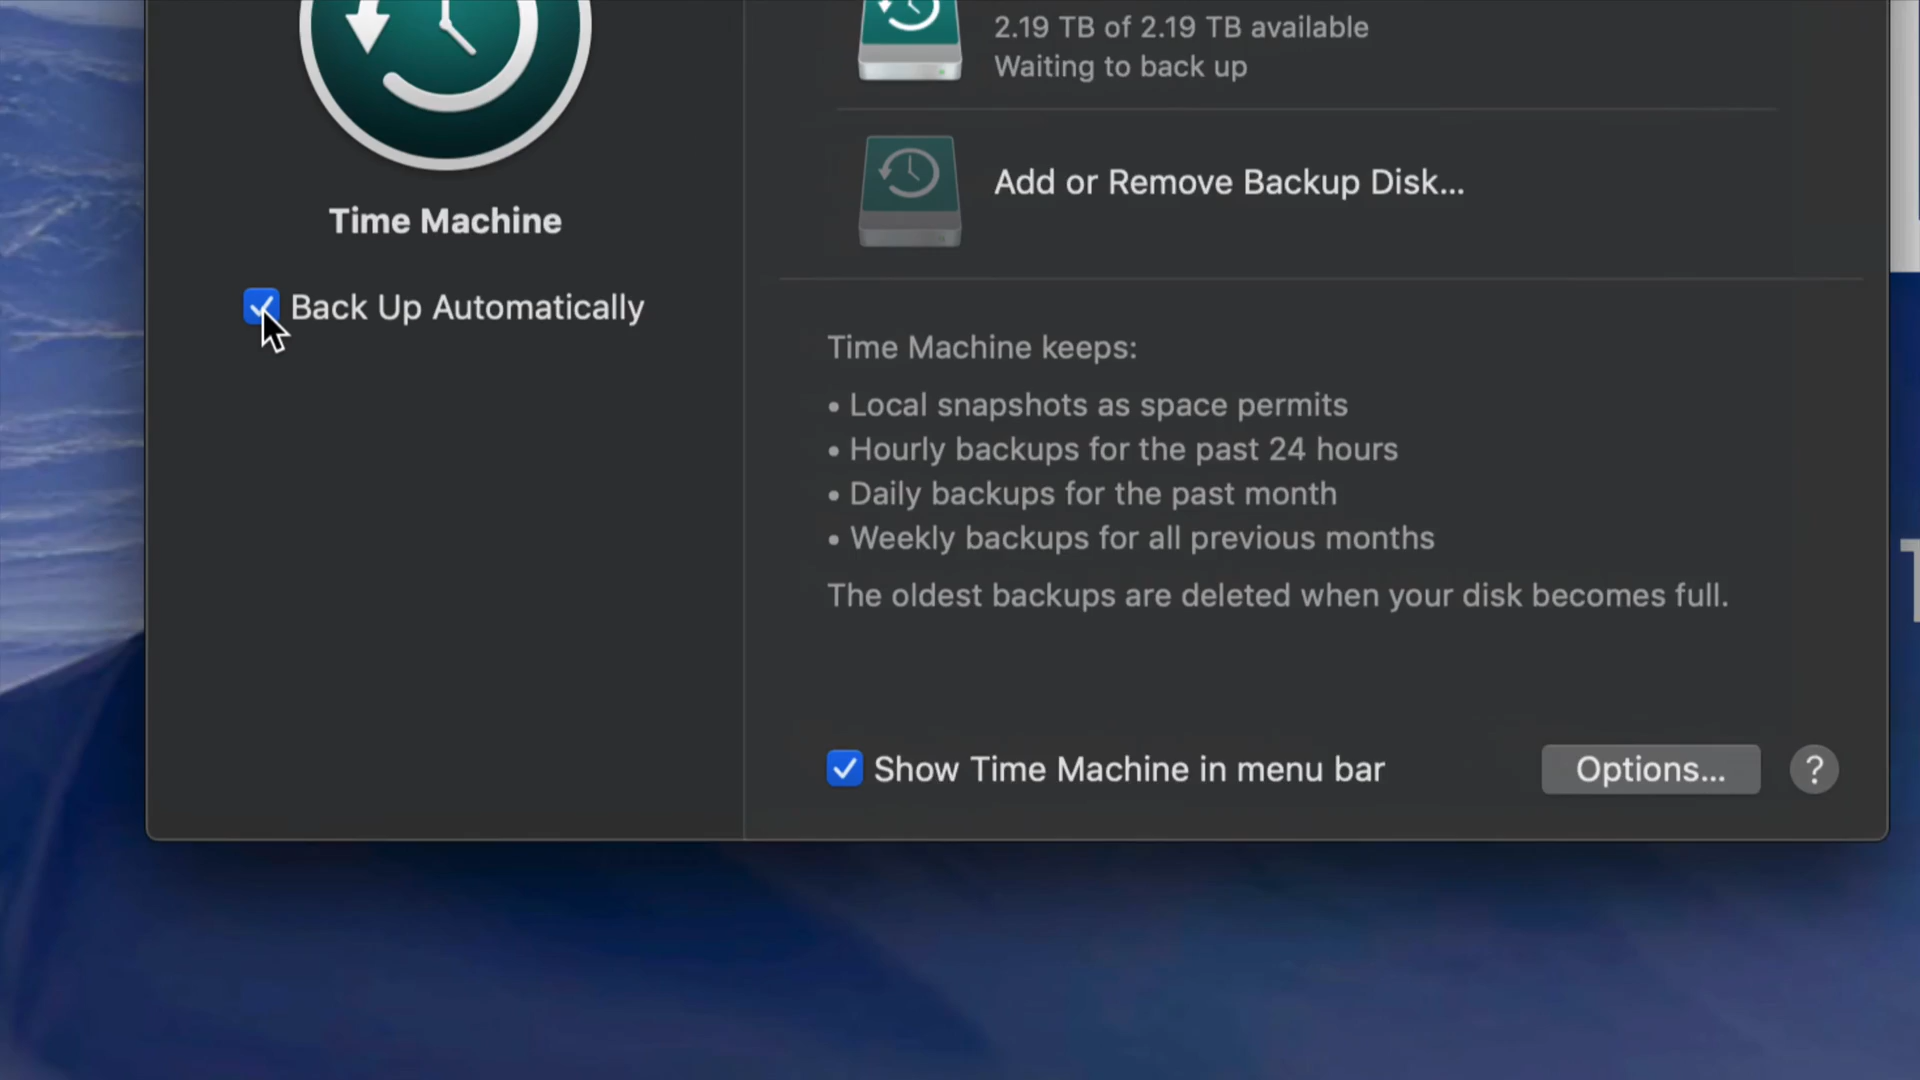 2.19 TB of 2.19 TB available
Waiting to back up
Add or Remove Backup Disk...
Time Machine
Back Up Automatically
Time Machine keeps:
• Local snapshots as space permits
• Hourly backups for the past 24 hours
• Daily backups for the past month
• Weekly backups for all previous months
The oldest backups are deleted when your disk becomes full.
Show Time Machine in menu bar
Options...
?